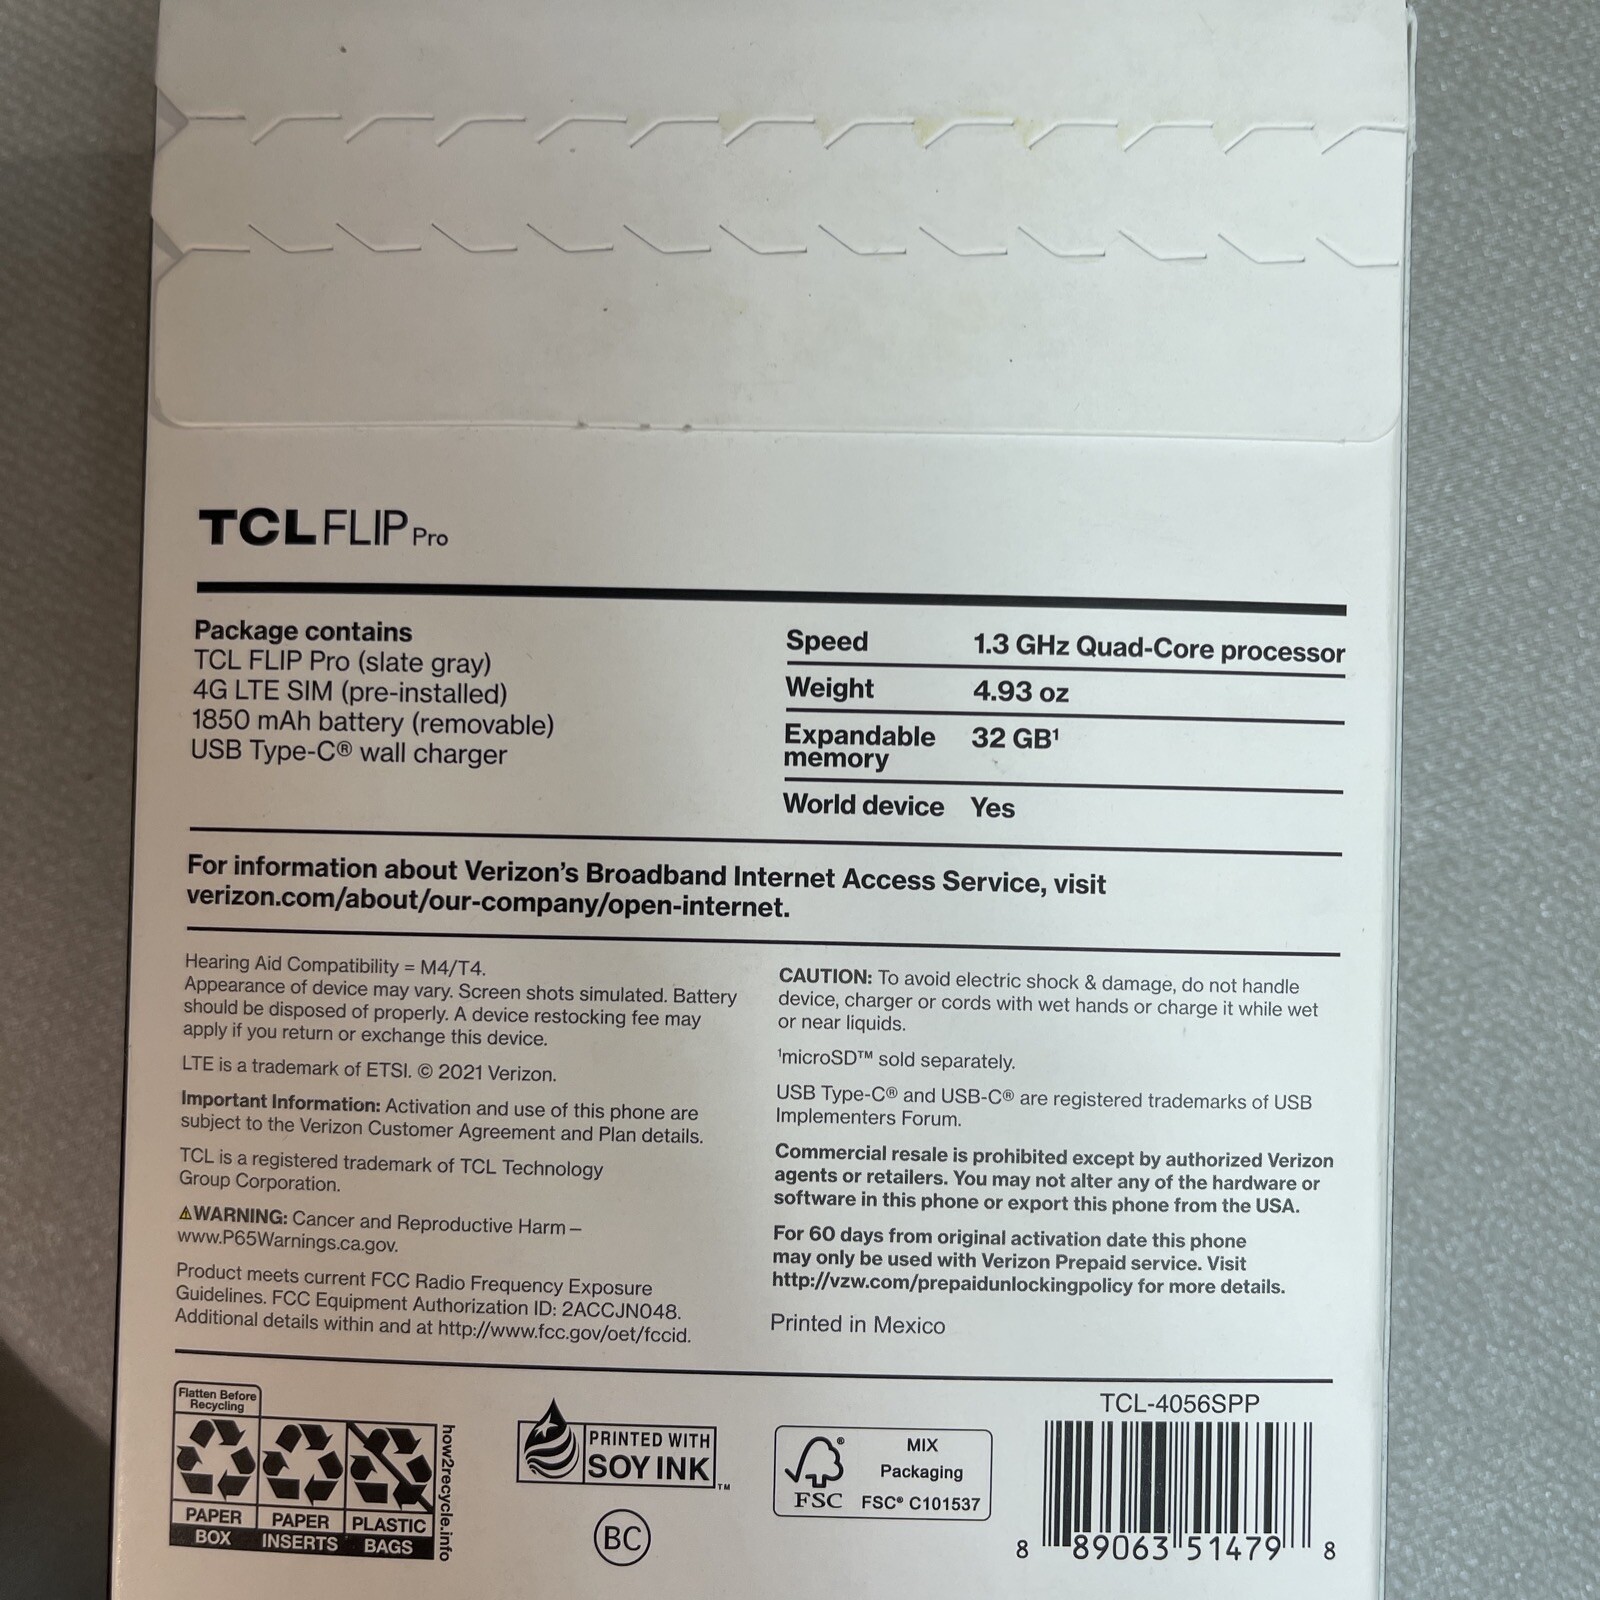 TCL FLIP Pro
Package contains
TCL FLIP Pro (slate gray)
4G LTE SIM (pre-installed)
1850 mAh battery (removable)
USB Type-C® wall charger
Speed 1.3 GHz Quad-Core processor
Weight 4.93 oz
Expandable memory 32 GB¹
World device Yes
For information about Verizon's Broadband Internet Access Service, visit
verizon.com/about/our-company/open-internet.
Hearing Aid Compatibility = M4/T4.
Appearance of device may vary. Screen shots simulated. Battery
should be disposed of properly. A device restocking fee may
apply if you return or exchange this device.
LTE is a trademark of ETSI. © 2021 Verizon.
Important Information: Activation and use of this phone are
subject to the Verizon Customer Agreement and Plan details.
TCL is a registered trademark of TCL Technology
Group Corporation.
⚠WARNING: Cancer and Reproductive Harm –
www.P65Warnings.ca.gov.
Product meets current FCC Radio Frequency Exposure
Guidelines. FCC Equipment Authorization ID: 2ACCJN048.
Additional details within and at http://www.fcc.gov/oet/fccid.
CAUTION: To avoid electric shock & damage, do not handle
device, charger or cords with wet hands or charge it while wet
or near liquids.
¹microSD™ sold separately.
USB Type-C® and USB-C® are registered trademarks of USB
Implementers Forum.
Commercial resale is prohibited except by authorized Verizon
agents or retailers. You may not alter any of the hardware or
software in this phone or export this phone from the USA.
For 60 days from original activation date this phone
may only be used with Verizon Prepaid service. Visit
http://vzw.com/prepaidunlockingpolicy for more details.
Printed in Mexico
Flatten Before
Recycling
PAPER
BOX
PAPER
INSERTS
PLASTIC
BAGS
how2recycle.info
PRINTED WITH
SOY INK™
BC
FSC®
MIX
Packaging
FSC® C101537
TCL-4056SPP
8 89063 51479 8